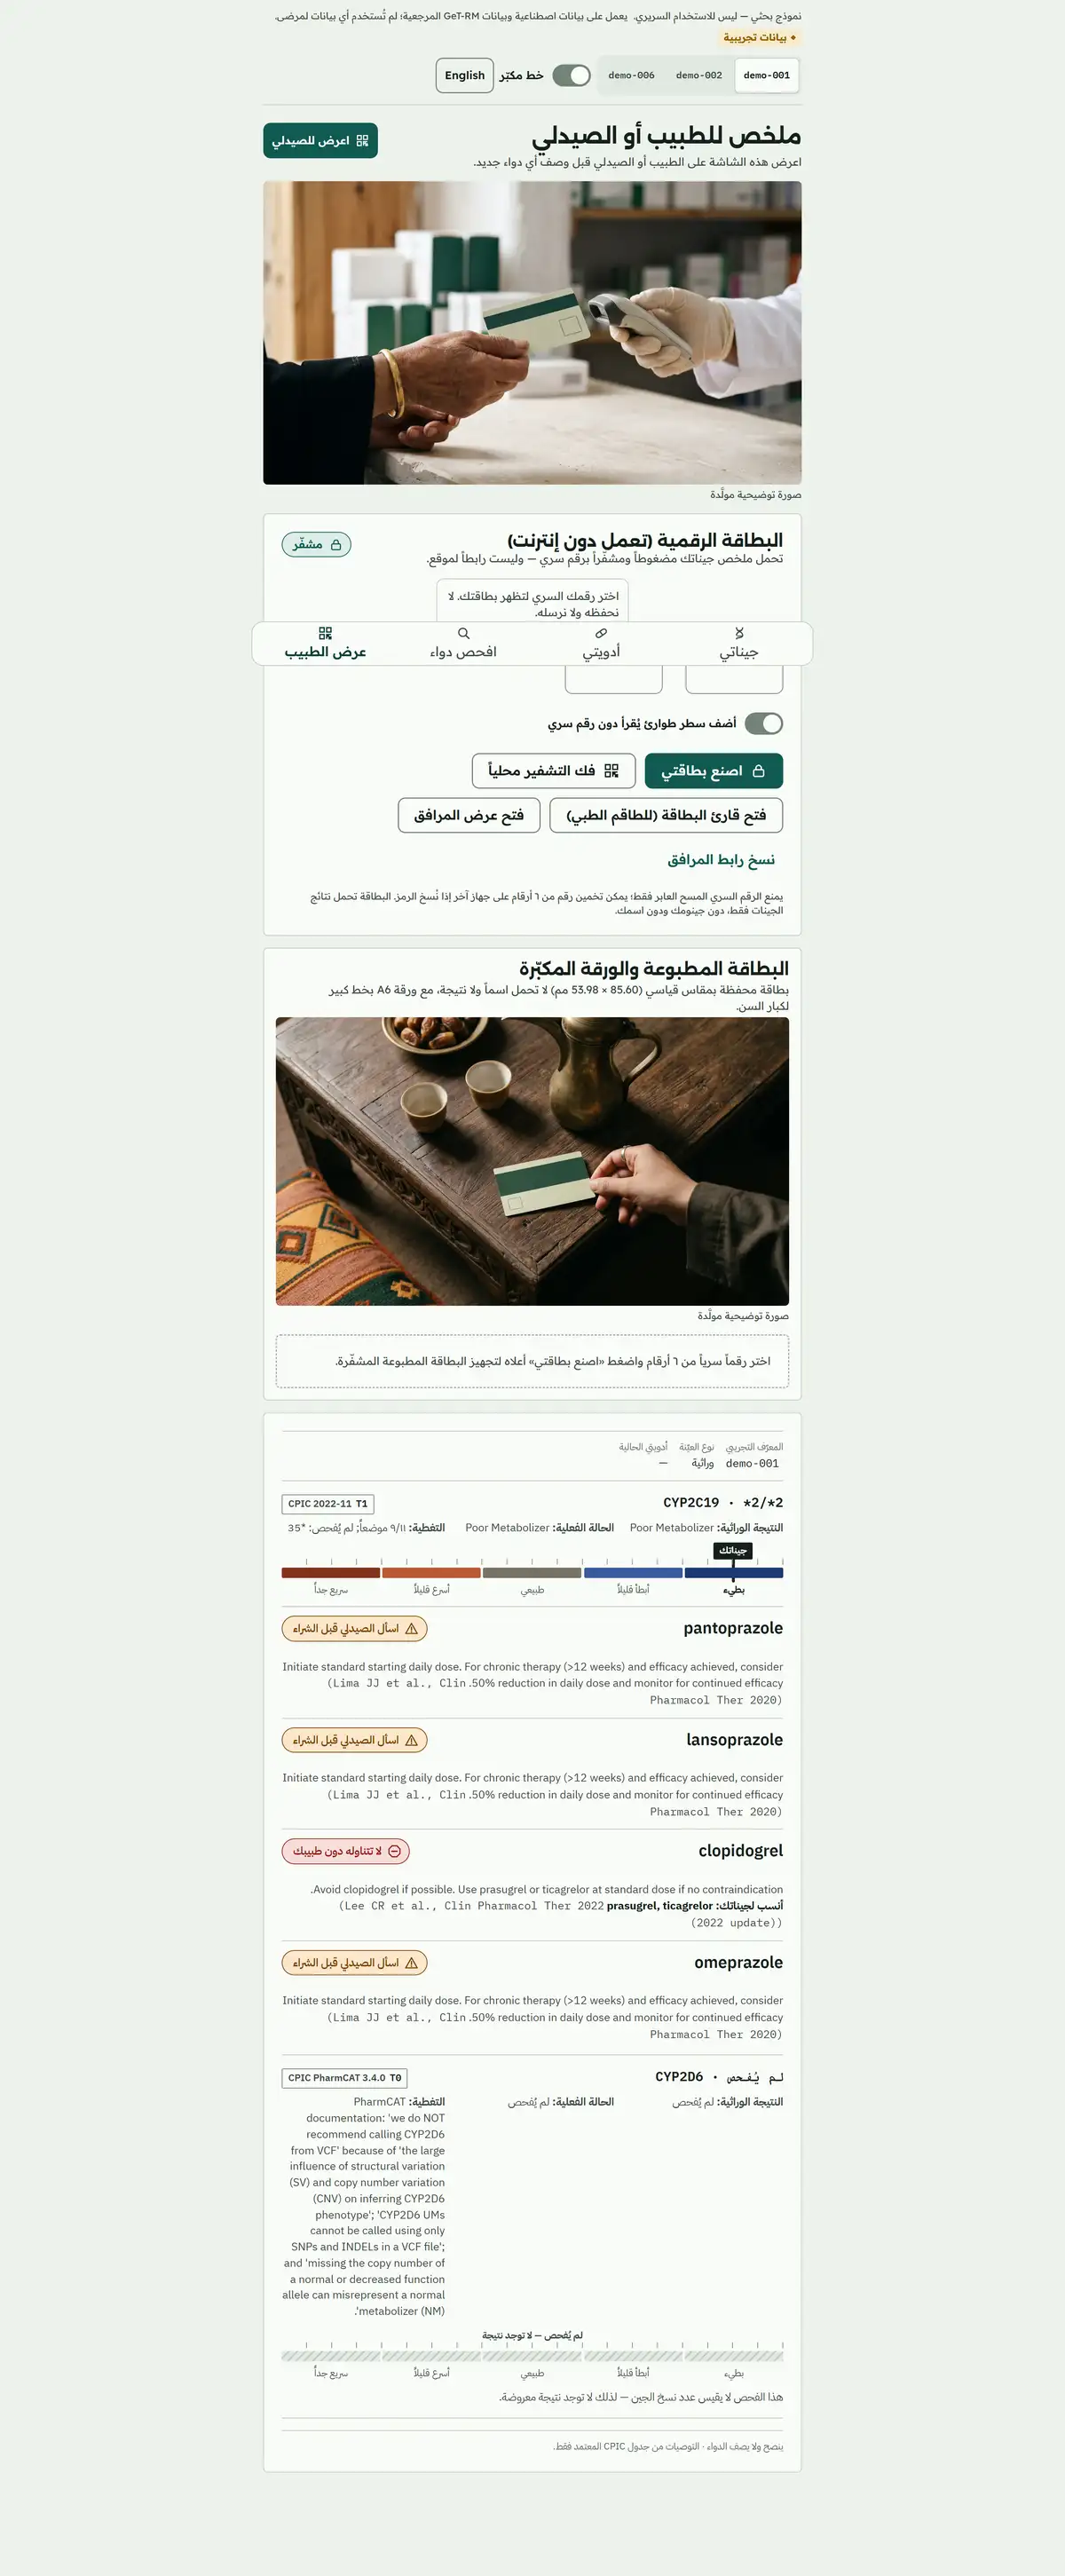 نموذج بحثي — ليس للاستخدام السريري. يعمل على بيانات اصطناعية وبيانات GeT-RM المرجعية؛ لم تُستخدم أي بيانات لمرضى.
بيانات تجريبية
demo-001 demo-002 demo-006 خط مكبّر English
ملخص للطبيب أو الصيدلي
اعرض للصيدلي
اعرض هذه الشاشة على الطبيب أو الصيدلي قبل وصف أي دواء جديد.
صورة توضيحية مولَّدة
البطاقة الرقمية (تعمل دون إنترنت)
مشفّر
تحمل ملخص جيناتك مضغوطاً ومشفّراً برقم سري — وليست رابطاً لموقع.
اختر رقمك السري لتظهر بطاقتك. لا
نحفظه ولا نرسله.
جيناتي أدويتي افحص دواء عرض الطبيب
أضف سطر طوارئ يُقرأ دون رقم سري
اصنع بطاقتي فك التشفير محلياً
فتح قارئ البطاقة (للطاقم الطبي) فتح عرض المرافق
نسخ رابط المرافق
يمنع الرقم السري المسح العابر فقط؛ يمكن تخمين رقم من ٦ أرقام على جهاز آخر إذا نُسخ الرمز. البطاقة تحمل نتائج
الجينات فقط، دون جينومك ودون اسمك.
البطاقة المطبوعة والورقة المكبّرة
بطاقة محفظة بمقاس قياسي (85.60 × 53.98 مم) لا تحمل اسماً ولا نتيجة، مع ورقة A6 بخط كبير
لكبار السن.
صورة توضيحية مولَّدة
اختر رقماً سرياً من ٦ أرقام واضغط «اصنع بطاقتي» أعلاه لتجهيز البطاقة المطبوعة المشفّرة.
المعرّف التجريبي نوع العيّنة أدويتي الحالية
demo-001 وراثية —
CYP2C19 · *2/*2
CPIC 2022-11 T1
النتيجة الوراثية: Poor Metabolizer الحالة الفعلية: Poor Metabolizer التغطية: ٩/١١ موضعاً; لم يُفحص: *35
جيناتك
بطيء أبطأ قليلاً طبيعي أسرع قليلاً سريع جداً
pantoprazole
اسأل الصيدلي قبل الشراء
Initiate standard starting daily dose. For chronic therapy (>12 weeks) and efficacy achieved, consider
50% reduction in daily dose and monitor for continued efficacy. (Lima JJ et al., Clin
Pharmacol Ther 2020)
lansoprazole
اسأل الصيدلي قبل الشراء
Initiate standard starting daily dose. For chronic therapy (>12 weeks) and efficacy achieved, consider
50% reduction in daily dose and monitor for continued efficacy. (Lima JJ et al., Clin
Pharmacol Ther 2020)
clopidogrel
لا تتناوله دون طبيبك
Avoid clopidogrel if possible. Use prasugrel or ticagrelor at standard dose if no contraindication.
أنسب لجيناتك: prasugrel, ticagrelor (Lee CR et al., Clin Pharmacol Ther 2022
(2022 update))
omeprazole
اسأل الصيدلي قبل الشراء
Initiate standard starting daily dose. For chronic therapy (>12 weeks) and efficacy achieved, consider
50% reduction in daily dose and monitor for continued efficacy. (Lima JJ et al., Clin
Pharmacol Ther 2020)
CYP2D6 · لم يُفحص
CPIC PharmCAT 3.4.0 T0
النتيجة الوراثية: لم يُفحص الحالة الفعلية: لم يُفحص التغطية: PharmCAT
documentation: 'we do NOT
recommend calling CYP2D6
from VCF' because of 'the large
influence of structural variation
(SV) and copy number variation
(CNV) on inferring CYP2D6
phenotype'; 'CYP2D6 UMs
cannot be called using only
SNPs and INDELs in a VCF file';
and 'missing the copy number of
a normal or decreased function
allele can misrepresent a normal
metabolizer (NM)'.
لم يُفحص — لا توجد نتيجة
بطيء أبطأ قليلاً طبيعي أسرع قليلاً سريع جداً
هذا الفحص لا يقيس عدد نسخ الجين — لذلك لا توجد نتيجة معروضة.
ينصح ولا يصف الدواء · التوصيات من جدول CPIC المعتمد فقط.